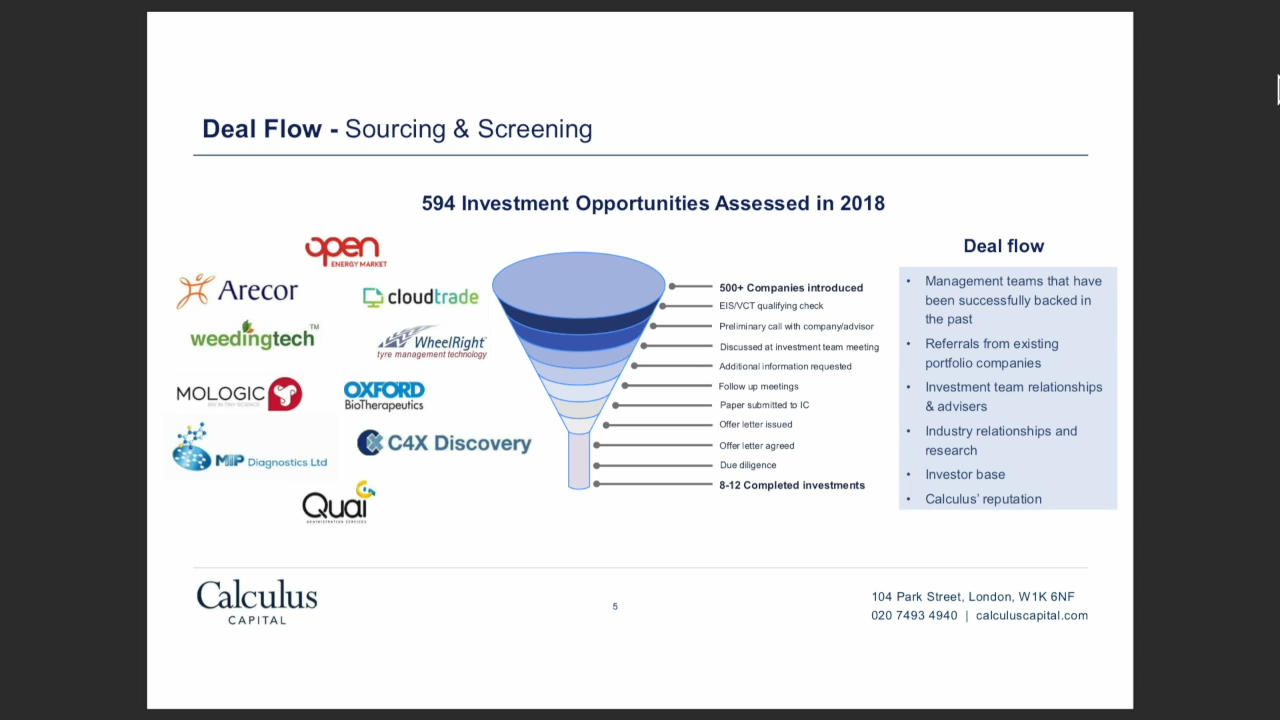 Deal Flow - Sourcing & Screening
594 Investment Opportunities Assessed in 2018
open
ENERGY MARKET
Arecor
cloudtrade
weedingtech™
WheelRight
tyre management technology
MOLOGIC
OXFORD
BioTherapeutics
MIP Diagnostics Ltd
C4X Discovery
Quai
ADMINISTRATION SERVICES
500+ Companies introduced
EIS/VCT qualifying check
Preliminary call with company/advisor
Discussed at investment team meeting
Additional information requested
Follow up meetings
Paper submitted to IC
Offer letter issued
Offer letter agreed
Due diligence
8-12 Completed investments
Deal flow
• Management teams that have
been successfully backed in
the past
• Referrals from existing
portfolio companies
• Investment team relationships
& advisers
• Industry relationships and
research
• Investor base
• Calculus’ reputation
Calculus
CAPITAL
5
104 Park Street, London, W1K 6NF
020 7493 4940 | calculuscapital.com